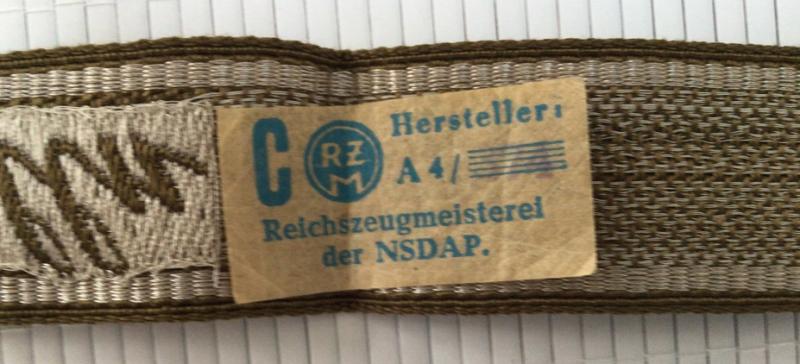 C RZM Hersteller:
A 4/
Reichszeugmeisterei
der NSDAP.